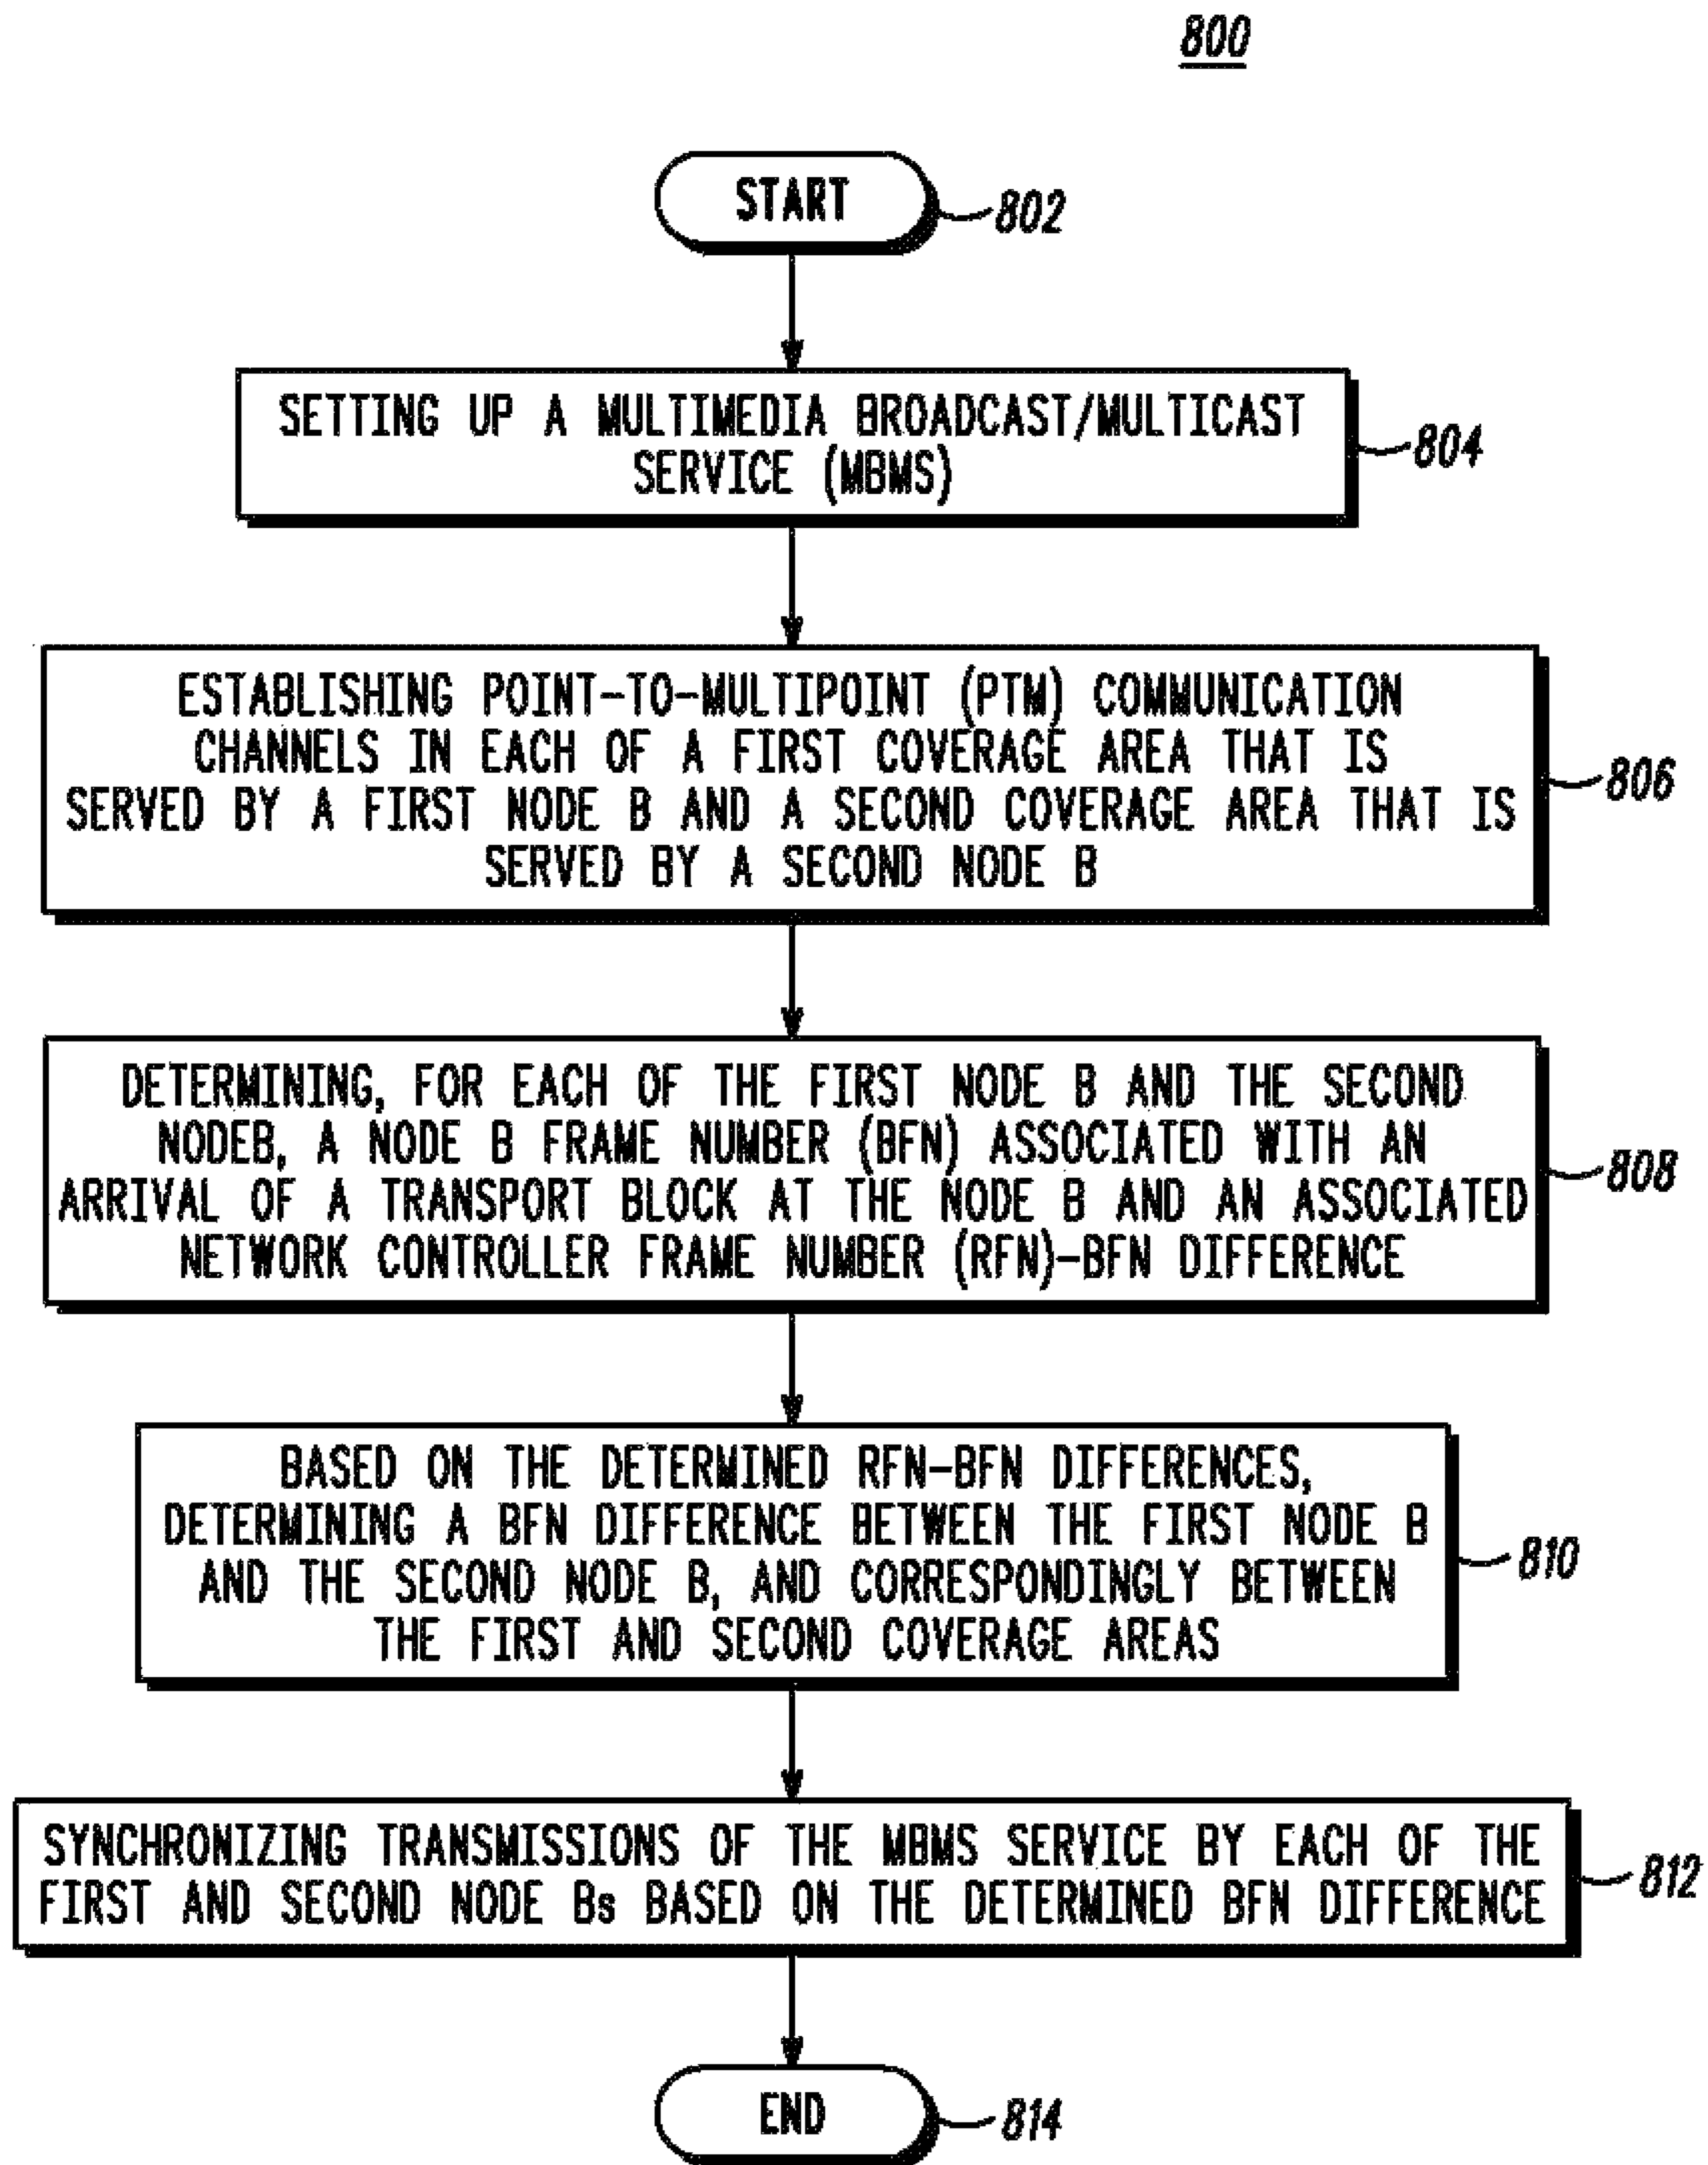 800
START
802
SETTING UP A MULTIMEDIA BROADCAST/MULTICAST
SERVICE (MBMS)
804
ESTABLISHING POINT-TO-MULTIPOINT (PTM) COMMUNICATION
CHANNELS IN EACH OF A FIRST COVERAGE AREA THAT IS
SERVED BY A FIRST NODE B AND A SECOND COVERAGE AREA THAT IS
SERVED BY A SECOND NODE B
806
DETERMINING, FOR EACH OF THE FIRST NODE B AND THE SECOND
NODEB, A NODE B FRAME NUMBER (BFN) ASSOCIATED WITH AN
ARRIVAL OF A TRANSPORT BLOCK AT THE NODE B AND AN ASSOCIATED
NETWORK CONTROLLER FRAME NUMBER (RFN)-BFN DIFFERENCE
808
BASED ON THE DETERMINED RFN-BFN DIFFERENCES,
DETERMINING A BFN DIFFERENCE BETWEEN THE FIRST NODE B
AND THE SECOND NODE B, AND CORRESPONDINGLY BETWEEN
THE FIRST AND SECOND COVERAGE AREAS
810
SYNCHRONIZING TRANSMISSIONS OF THE MBMS SERVICE BY EACH OF THE
FIRST AND SECOND NODE Bs BASED ON THE DETERMINED BFN DIFFERENCE
812
END
814